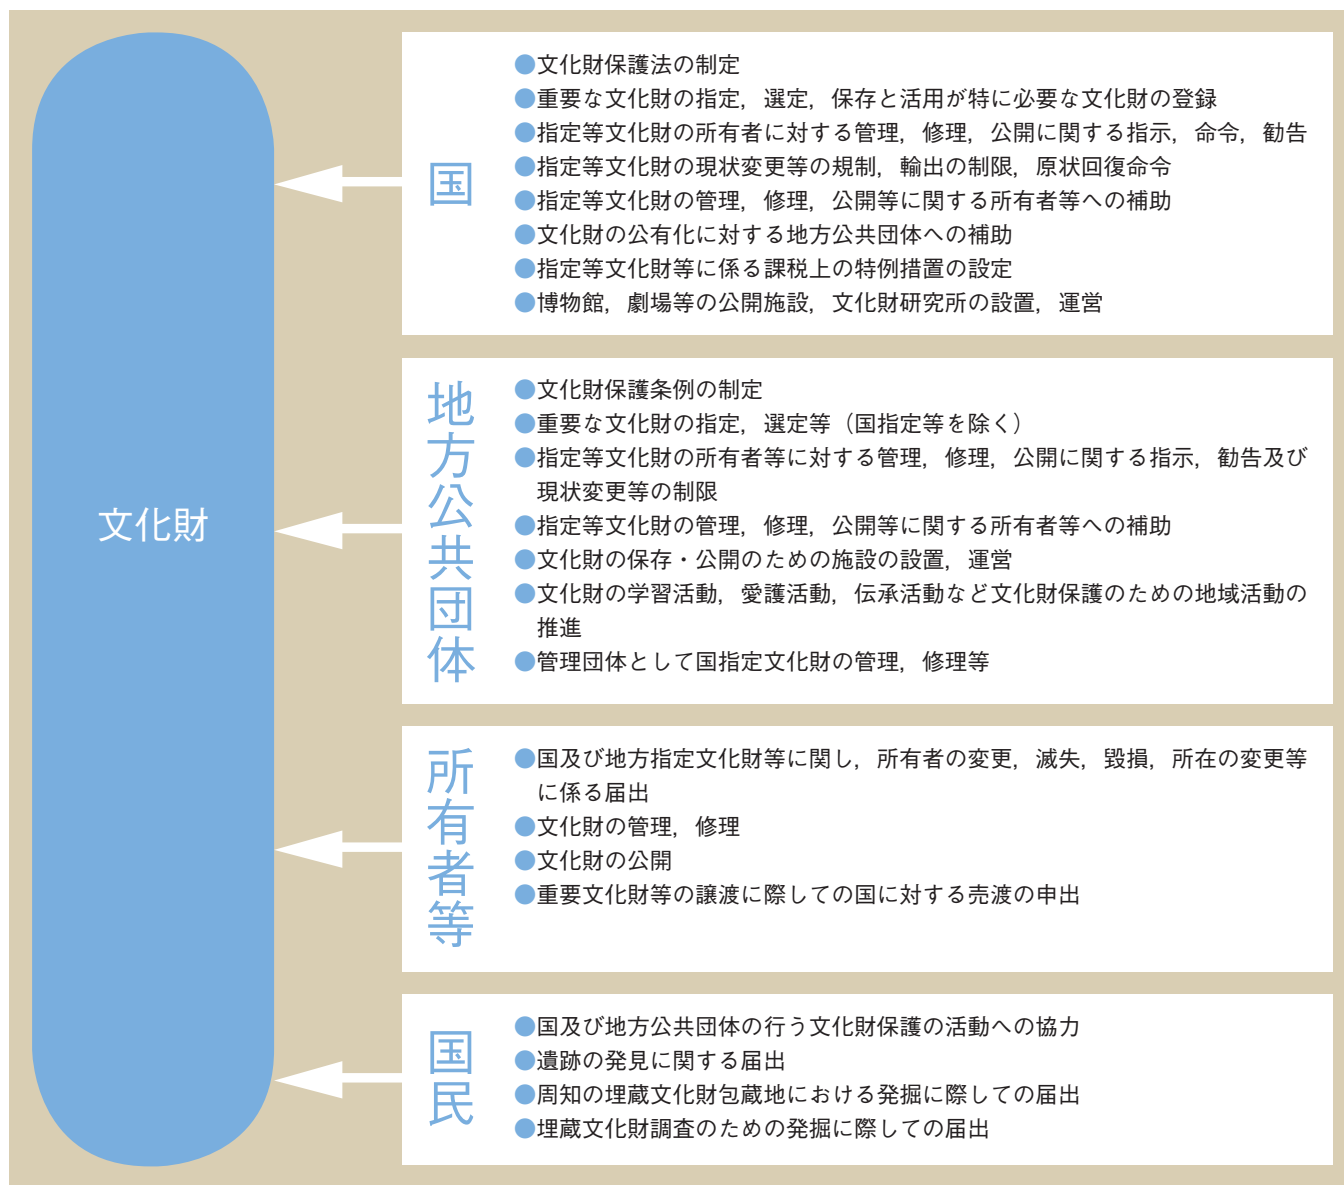 文化財
国
●文化財保護法の制定
●重要な文化財の指定，選定，保存と活用が特に必要な文化財の登録
●指定等文化財の所有者に対する管理，修理，公開に関する指示，命令，勧告
●指定等文化財の現状変更等の規制，輸出の制限，原状回復命令
●指定等文化財の管理，修理，公開等に関する所有者等への補助
●文化財の公有化に対する地方公共団体への補助
●指定等文化財等に係る課税上の特例措置の設定
●博物館，劇場等の公開施設，文化財研究所の設置，運営
地方公共団体
●文化財保護条例の制定
●重要な文化財の指定，選定等（国指定等を除く）
●指定等文化財の所有者等に対する管理，修理，公開に関する指示，勧告及び
現状変更等の制限
●指定等文化財の管理，修理，公開等に関する所有者等への補助
●文化財の保存・公開のための施設の設置，運営
●文化財の学習活動，愛護活動，伝承活動など文化財保護のための地域活動の
推進
●管理団体として国指定文化財の管理，修理等
所有者等
●国及び地方指定文化財等に関し，所有者の変更，滅失，毀損，所在の変更等
に係る届出
●文化財の管理，修理
●文化財の公開
●重要文化財等の譲渡に際しての国に対する売渡の申出
国民
●国及び地方公共団体の行う文化財保護の活動への協力
●遺跡の発見に関する届出
●周知の埋蔵文化財包蔵地における発掘に際しての届出
●埋蔵文化財調査のための発掘に際しての届出